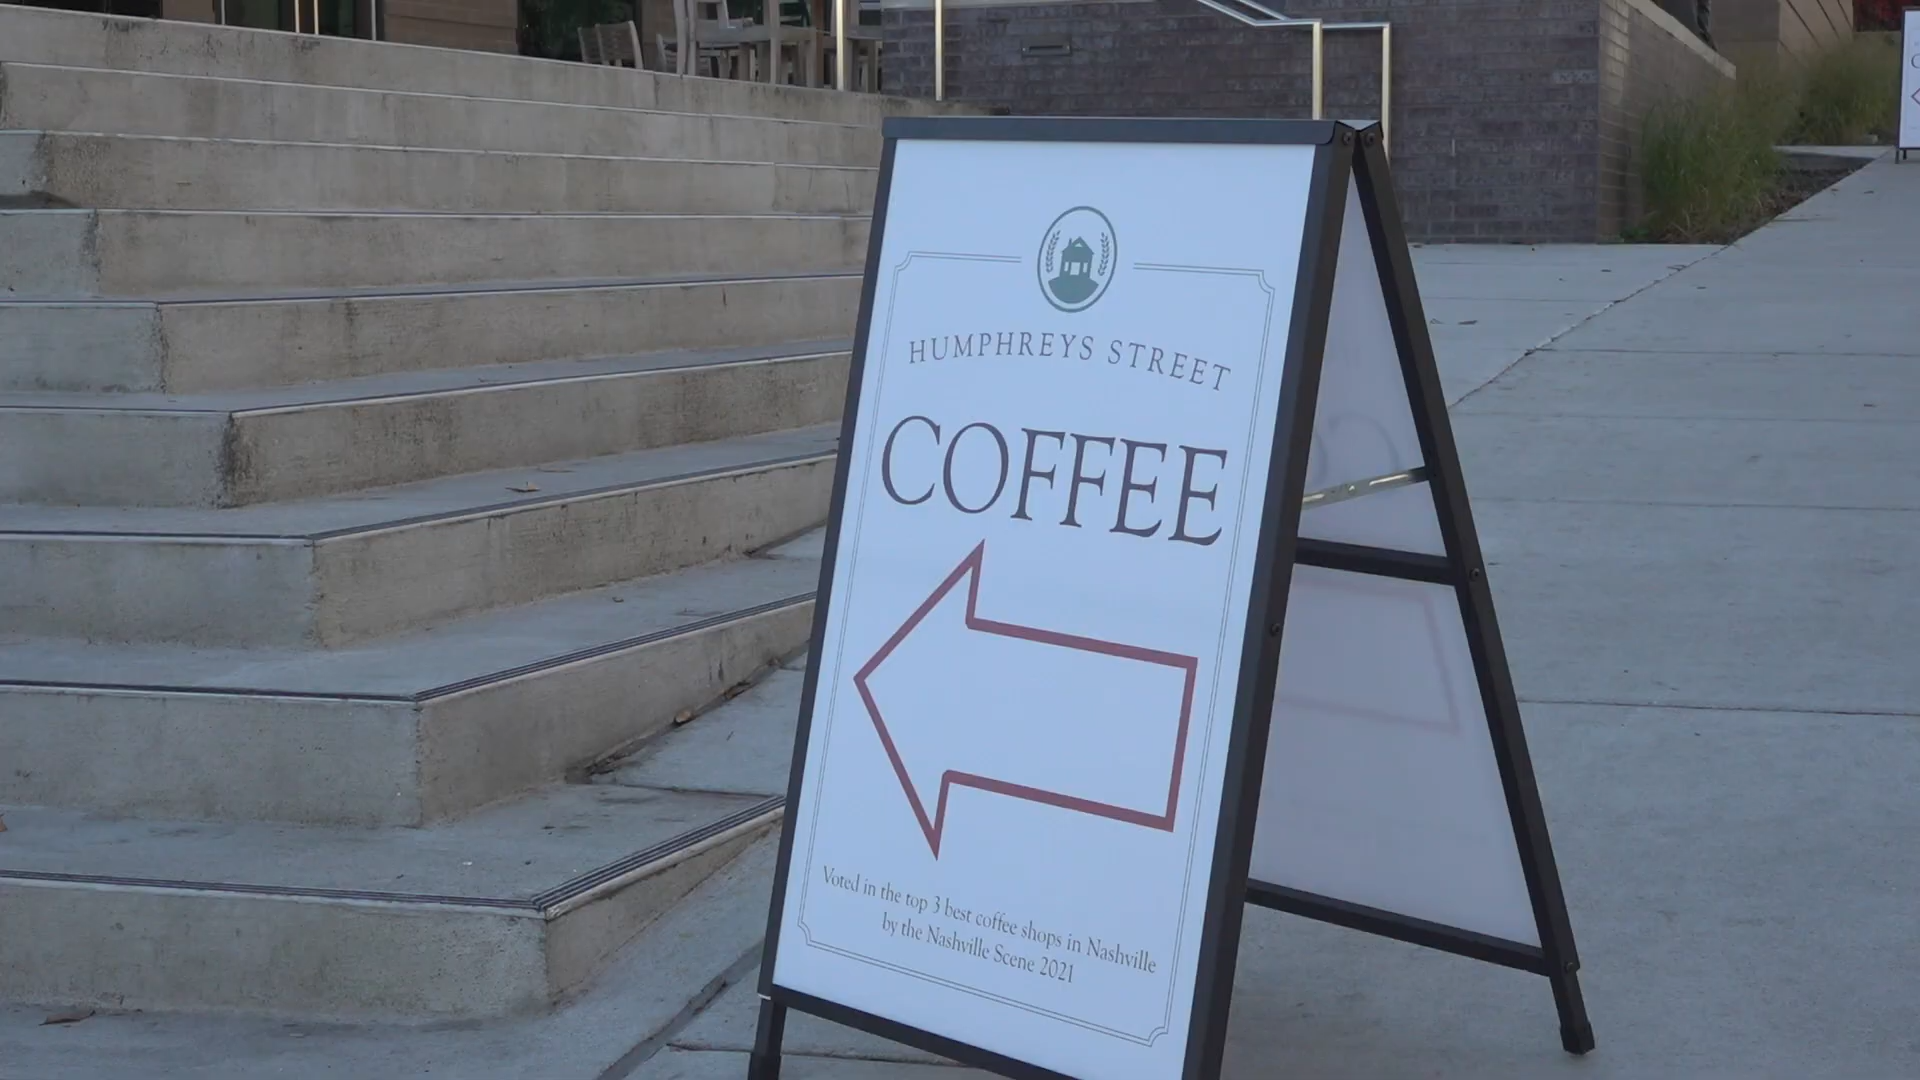 HUMPHREYS STREET
COFFEE
Voted in the top 3 best coffee shops in Nashville
by the Nashville Scene 2021